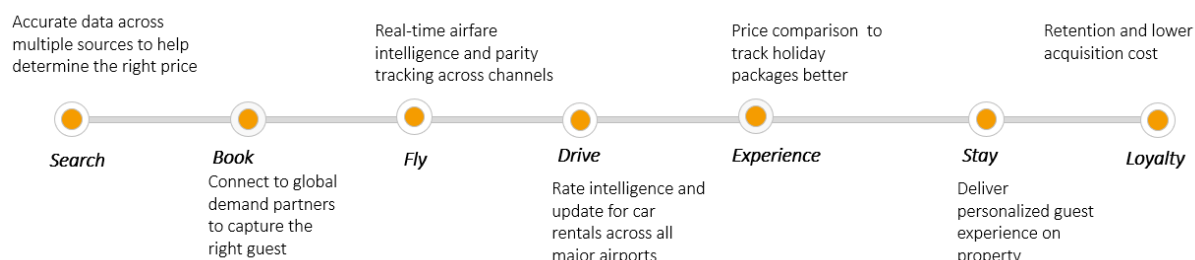 Accurate data across
multiple sources to help
determine the right price
Search
Book
Connect to global
demand partners
to capture the
right guest
Real-time airfare
intelligence and parity
tracking across channels
Fly
Drive
Rate intelligence and
update for car
rentals across all
major airports
Price comparison to
track holiday
packages better
Experience
Stay
Deliver
personalized guest
experience on
property
Retention and lower
acquisition cost
Loyalty